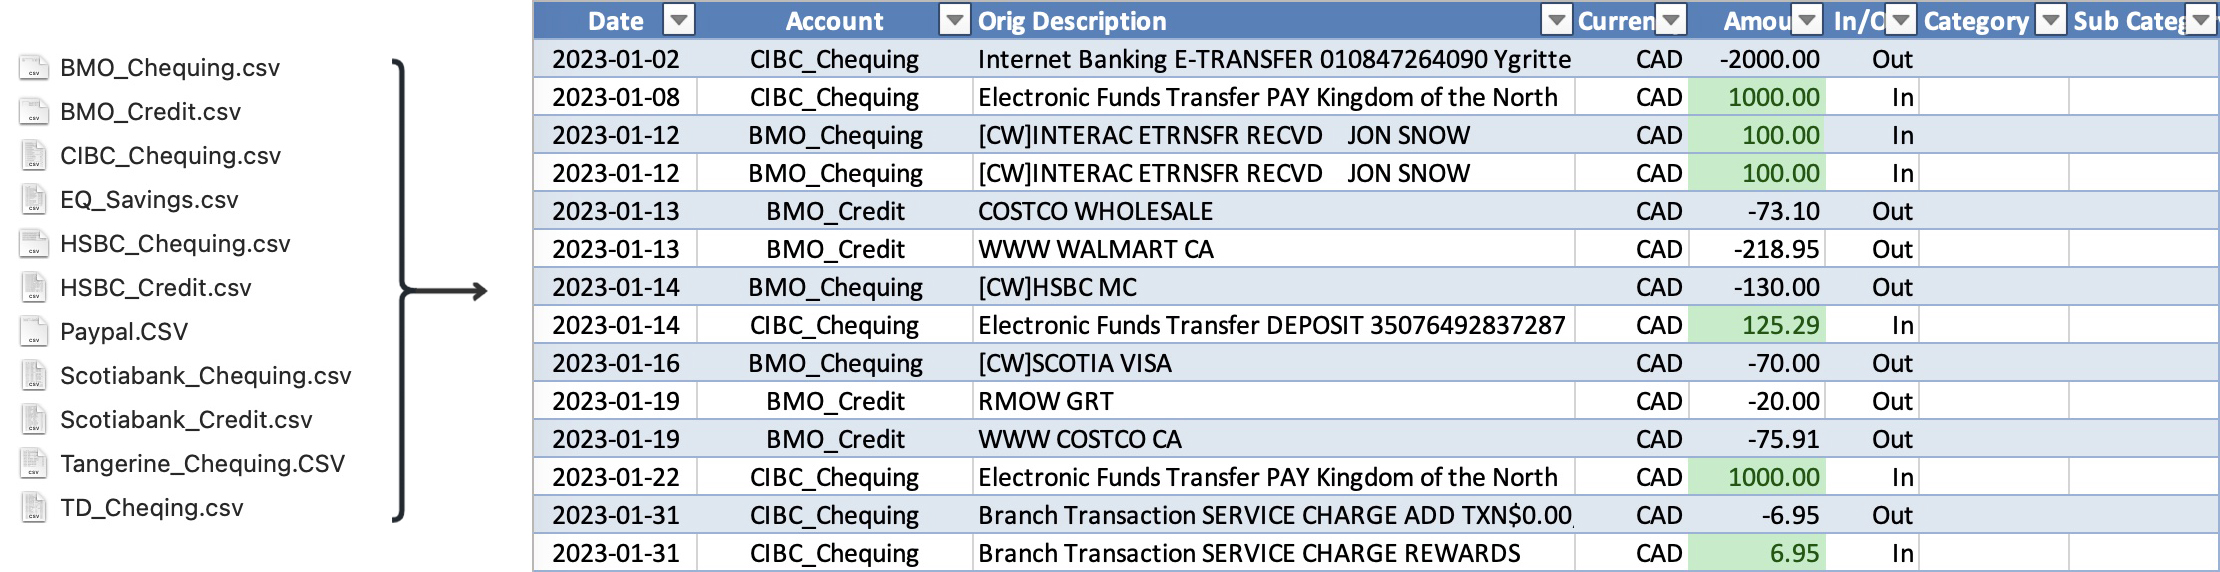 BMO_Chequing.csv
BMO_Credit.csv
CIBC_Chequing.csv
EQ_Savings.csv
HSBC_Chequing.csv
HSBC_Credit.csv
Paypal.CSV
Scotiabank_Chequing.csv
Scotiabank_Credit.csv
Tangerine_Chequing.CSV
TD_Cheqing.csv
Date Account Orig Description Curren Amou In/O Category Sub Categ
2023-01-02 CIBC_Chequing Internet Banking E-TRANSFER 010847264090 Ygritte CAD -2000.00 Out
2023-01-08 CIBC_Chequing Electronic Funds Transfer PAY Kingdom of the North CAD 1000.00 In
2023-01-12 BMO_Chequing [CW]INTERAC ETRNSFR RECVD JON SNOW CAD 100.00 In
2023-01-12 BMO_Chequing [CW]INTERAC ETRNSFR RECVD JON SNOW CAD 100.00 In
2023-01-13 BMO_Credit COSTCO WHOLESALE CAD -73.10 Out
2023-01-13 BMO_Credit WWW WALMART CA CAD -218.95 Out
2023-01-14 BMO_Chequing [CW]HSBC MC CAD -130.00 Out
2023-01-14 CIBC_Chequing Electronic Funds Transfer DEPOSIT 35076492837287 CAD 125.29 In
2023-01-16 BMO_Chequing [CW]SCOTIA VISA CAD -70.00 Out
2023-01-19 BMO_Credit RMOW GRT CAD -20.00 Out
2023-01-19 BMO_Credit WWW COSTCO CA CAD -75.91 Out
2023-01-22 CIBC_Chequing Electronic Funds Transfer PAY Kingdom of the North CAD 1000.00 In
2023-01-31 CIBC_Chequing Branch Transaction SERVICE CHARGE ADD TXN$0.00 CAD -6.95 Out
2023-01-31 CIBC_Chequing Branch Transaction SERVICE CHARGE REWARDS CAD 6.95 In